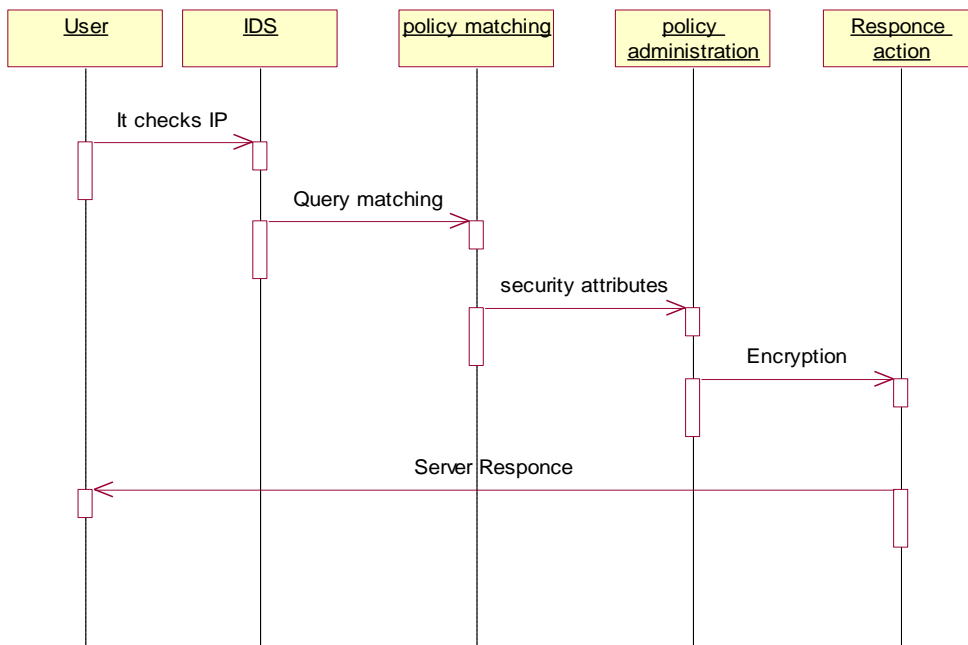 User
IDS
policy matching
policy
administration
Responce
action
It checks IP
Query matching
security attributes
Encryption
Server Responce